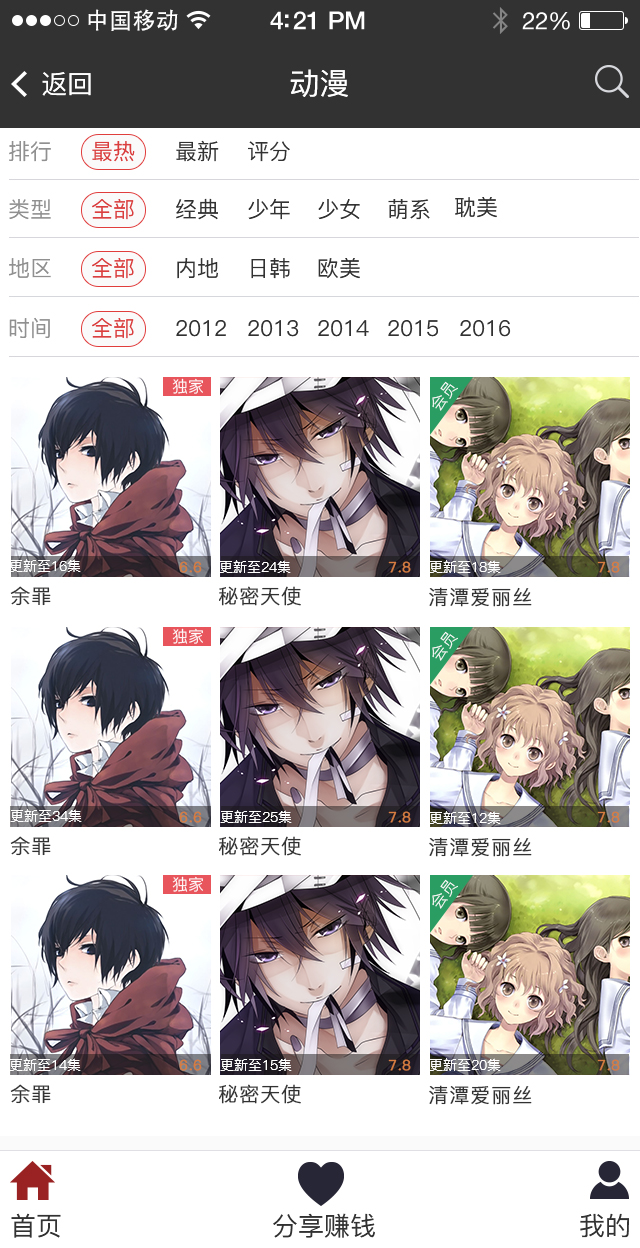 中国移动 4:21 PM 22%
返回 动漫
排行 最热 最新 评分
类型 全部 经典 少年 少女 萌系 耽美
地区 全部 内地 日韩 欧美
时间 全部 2012 2013 2014 2015 2016
独家 会员
更新至16集 6.8 更新至24集 7.8 更新至18集 7.8
余罪 秘密天使 清潭爱丽丝
独家 会员
更新至34集 6.8 更新至25集 7.8 更新至12集 7.8
余罪 秘密天使 清潭爱丽丝
独家 会员
更新至14集 6.8 更新至15集 7.8 更新至20集 7.8
余罪 秘密天使 清潭爱丽丝
首页 分享赚钱 我的